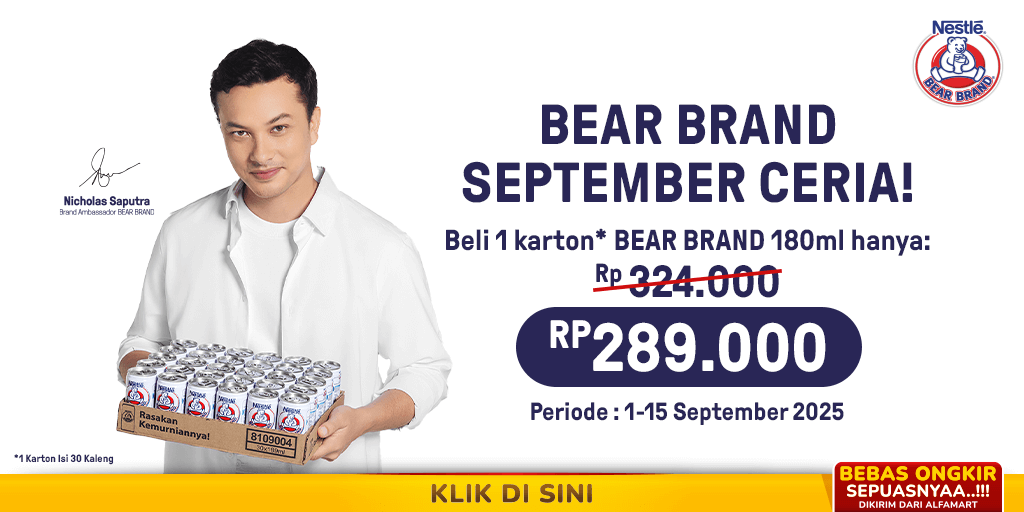 Nestlé
BEAR BRAND
BEAR BRAND
SEPTEMBER CERIA!
Nicholas Saputra
Brand Ambassador BEAR BRAND
Beli 1 karton* BEAR BRAND 180ml hanya:
Rp 324.000
RP289.000
Periode : 1-15 September 2025
Rasakan
Kemurniannya!
8109004
*1 Karton Isi 30 Kaleng
KLIK DI SINI
BEBAS ONGKIR
SEPUASNYAA..!!!
DIKIRIM DARI ALFAMART